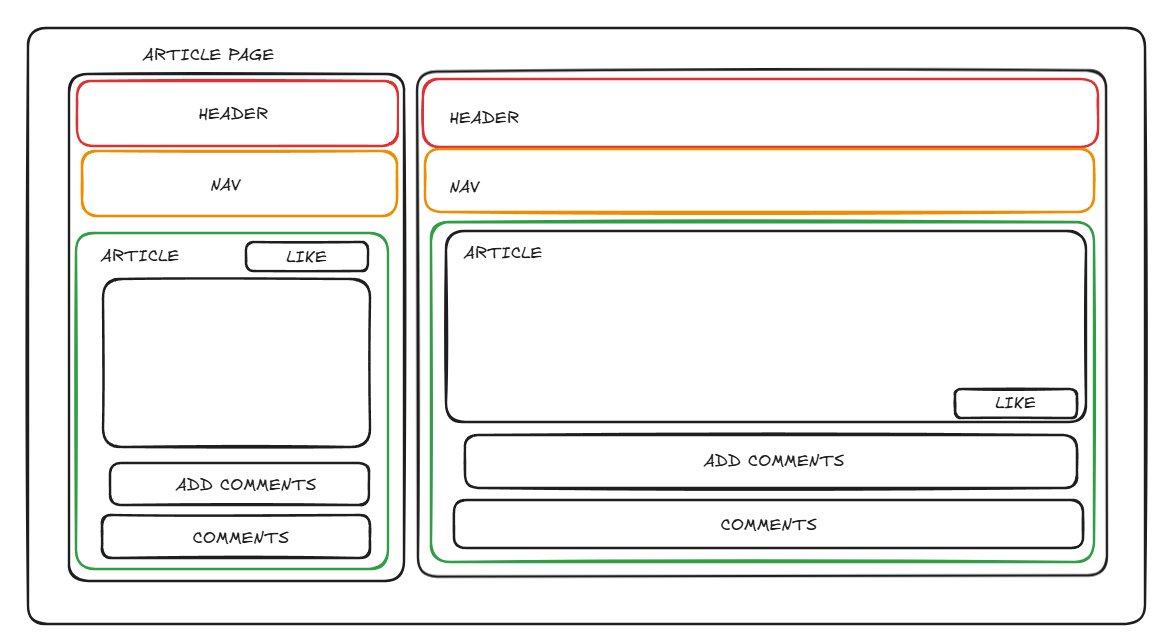 ARTICLE PAGE
HEADER
NAV
ARTICLE
LIKE
ADD COMMENTS
COMMENTS
HEADER
NAV
ARTICLE
LIKE
ADD COMMENTS
COMMENTS